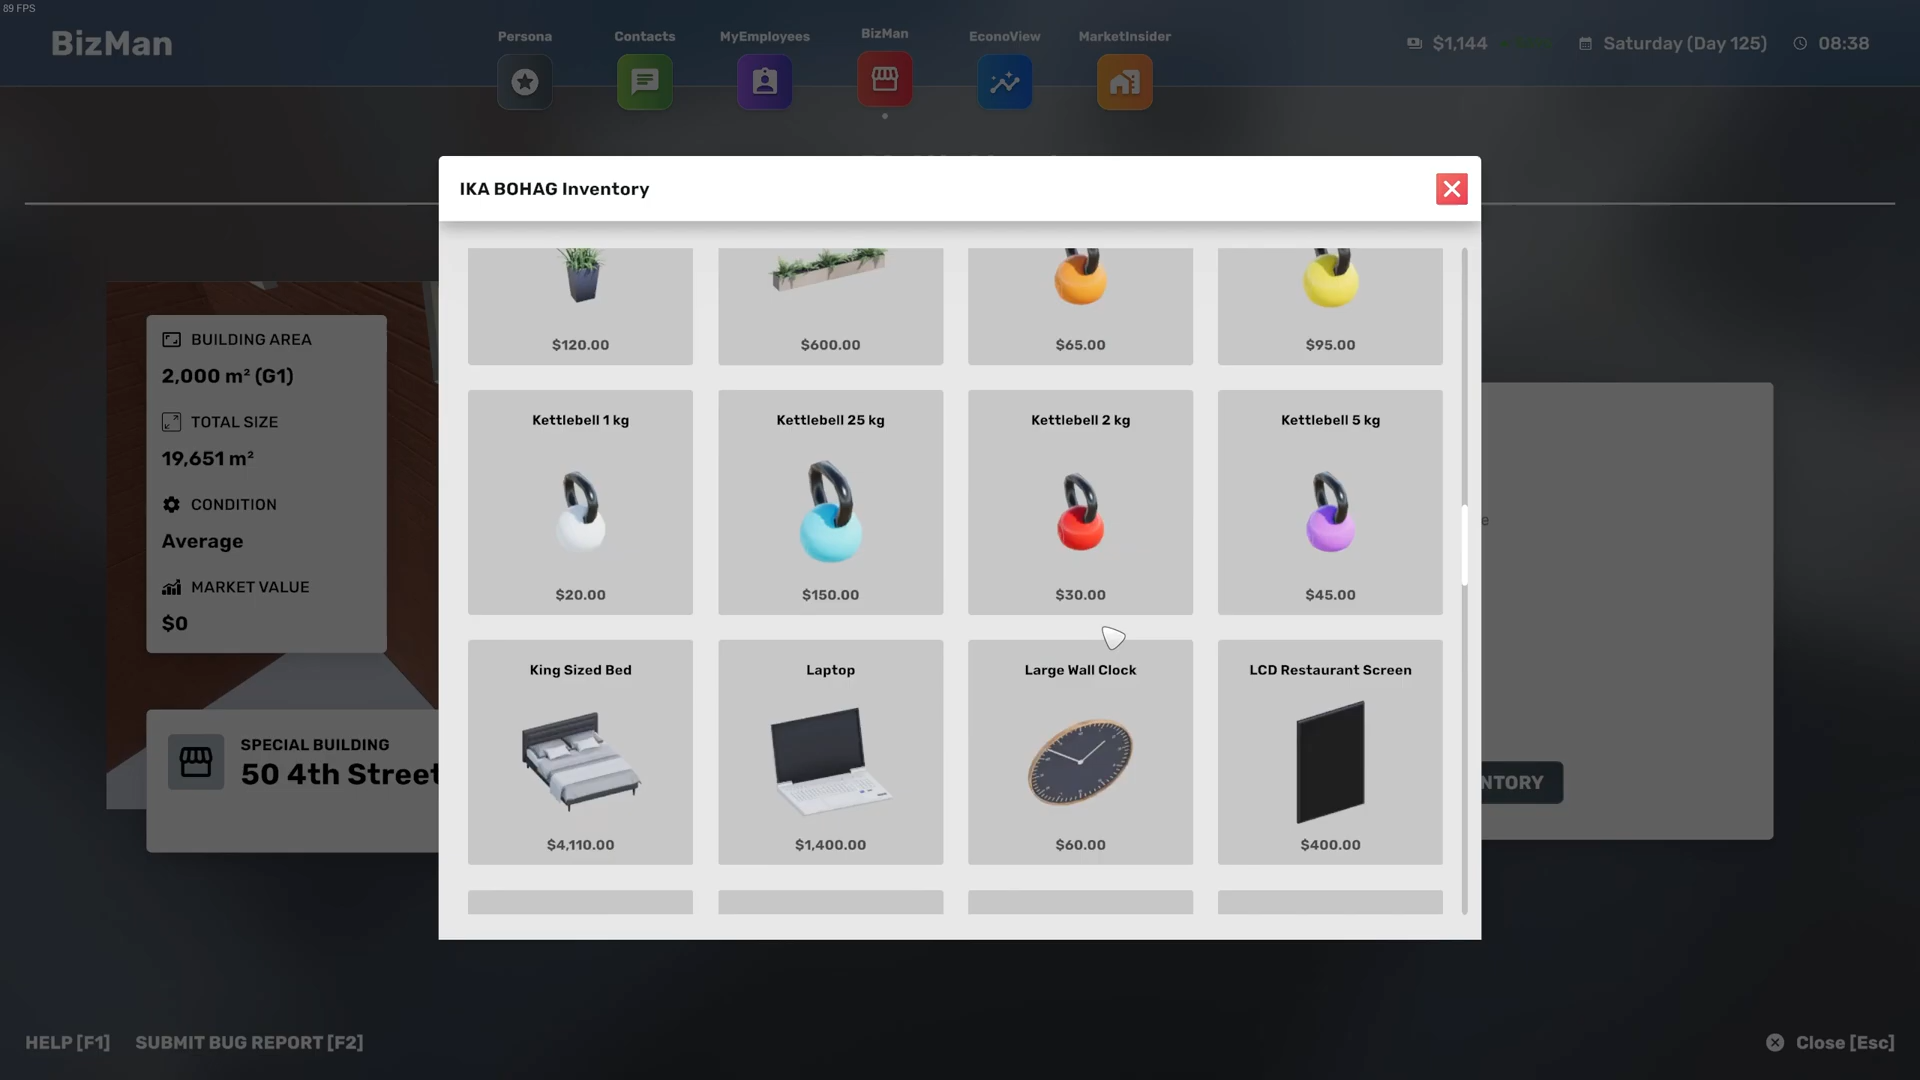 89 FPS
BizMan
Persona
Contacts
MyEmployees
BizMan
EconoView
MarketInsider
$1,144
Saturday (Day 125)
08:38
IKA BOHAG Inventory
$120.00
$600.00
$65.00
$95.00
Kettlebell 1 kg
Kettlebell 25 kg
Kettlebell 2 kg
Kettlebell 5 kg
$20.00
$150.00
$30.00
$45.00
King Sized Bed
Laptop
Large Wall Clock
LCD Restaurant Screen
$4,110.00
$1,400.00
$60.00
$400.00
BUILDING AREA
2,000 m² (G1)
TOTAL SIZE
19,651 m²
CONDITION
Average
MARKET VALUE
$0
SPECIAL BUILDING
50 4th Street
e
NTORY
HELP [F1]
SUBMIT BUG REPORT [F2]
Close [Esc]